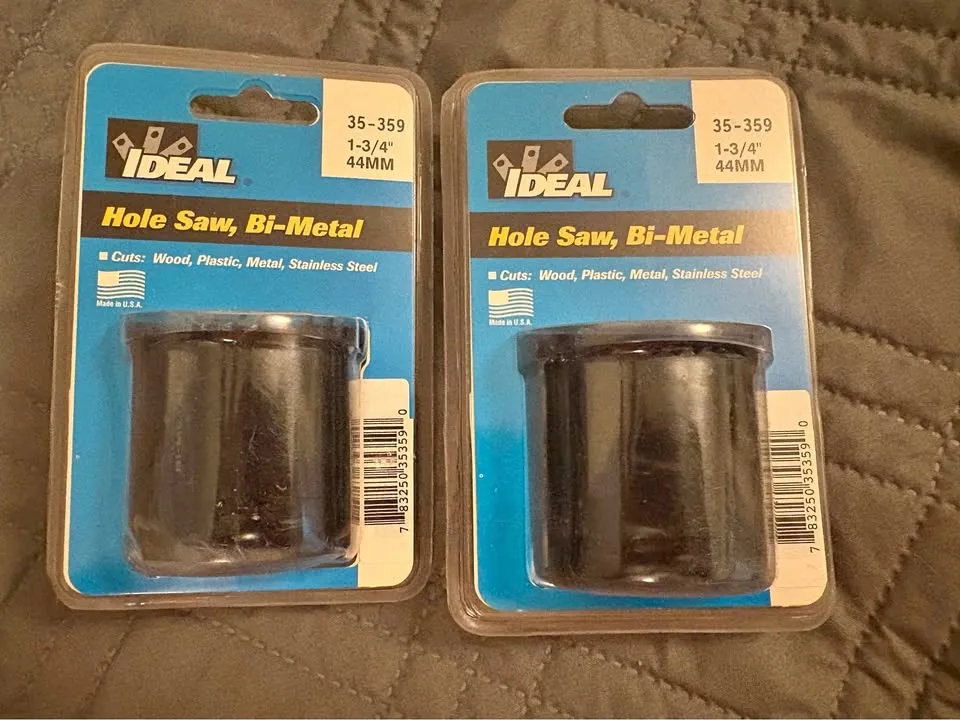 35-359
1-3/4"
44MM
IDEAL
Hole Saw, Bi-Metal
Cuts: Wood, Plastic, Metal, Stainless Steel
Made in U.S.A.
7 83250 35359 0
35-359
1-3/4"
44MM
IDEAL
Hole Saw, Bi-Metal
Cuts: Wood, Plastic, Metal, Stainless Steel
Made in U.S.A.
7 83250 35359 0